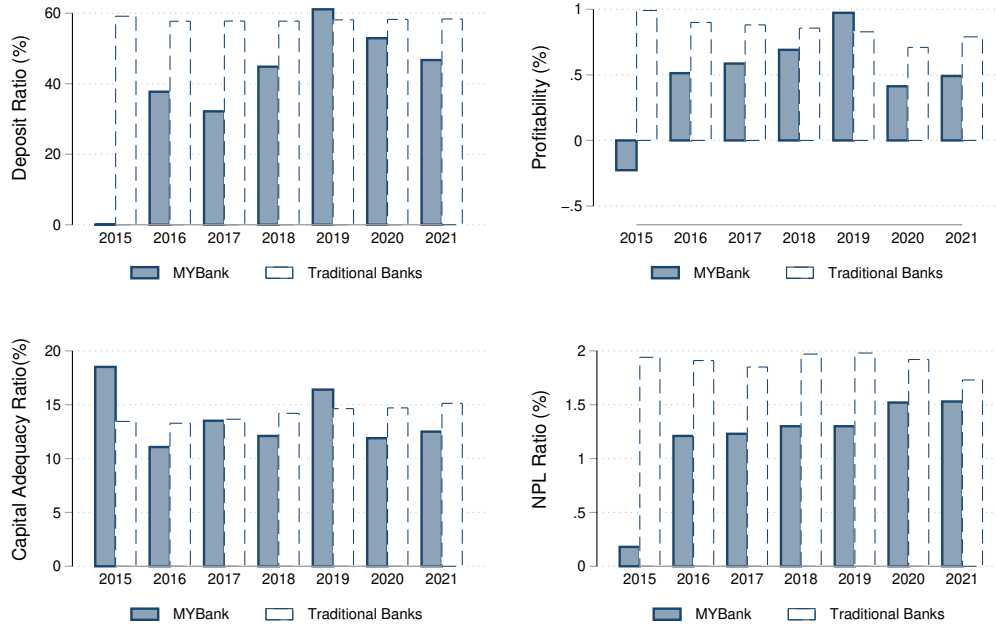 Deposit Ratio (%)
60
40
20
0
2015 2016 2017 2018 2019 2020 2021
MYBank Traditional Banks
Profitability (%)
1
.5
0
−.5
2015 2016 2017 2018 2019 2020 2021
MYBank Traditional Banks
Capital Adequacy Ratio(%)
20
15
10
5
0
2015 2016 2017 2018 2019 2020 2021
MYBank Traditional Banks
NPL Ratio (%)
2
1.5
1
.5
0
2015 2016 2017 2018 2019 2020 2021
MYBank Traditional Banks